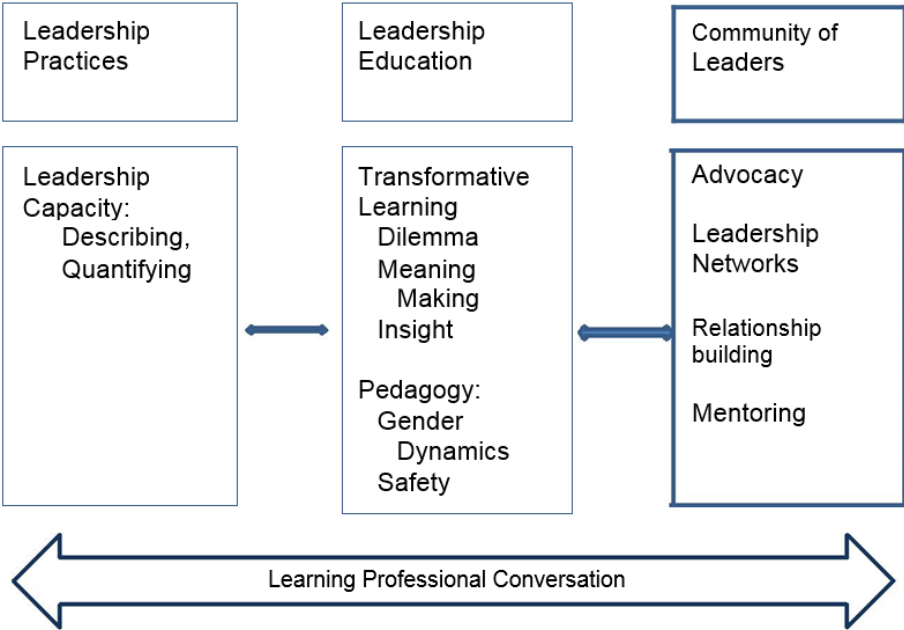 Leadership
Practices
Leadership
Education
Community of
Leaders
Leadership
Capacity:
Describing,
Quantifying
Transformative
Learning
Dilemma
Meaning
Making
Insight
Pedagogy:
Gender
Dynamics
Safety
Advocacy
Leadership
Networks
Relationship
building
Mentoring
Learning Professional Conversation